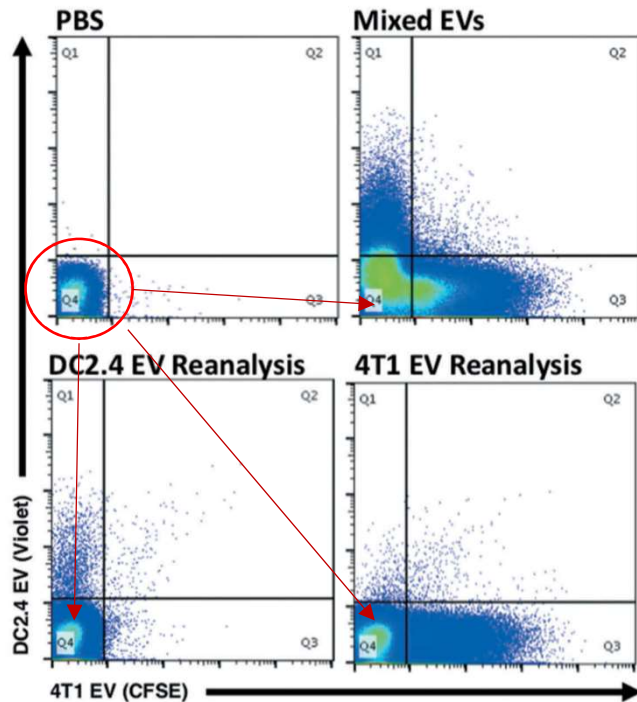 PBS
Mixed EVs
Q1
Q2
Q1
Q2
Q4
Q3
Q4
Q3
DC2.4 EV Reanalysis
4T1 EV Reanalysis
Q1
Q2
Q1
Q2
Q4
Q3
Q4
Q3
DC2.4 EV (Violet)
4T1 EV (CFSE)